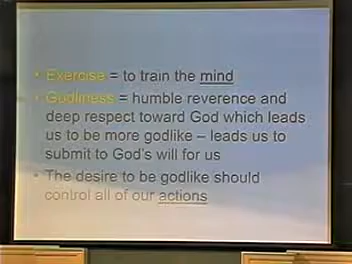 • Exercise = to train the mind
• Godliness = humble reverence and
deep respect toward God which leads
us to be more godlike – leads us to
submit to God's will for us
• The desire to be godlike should
control all of our actions